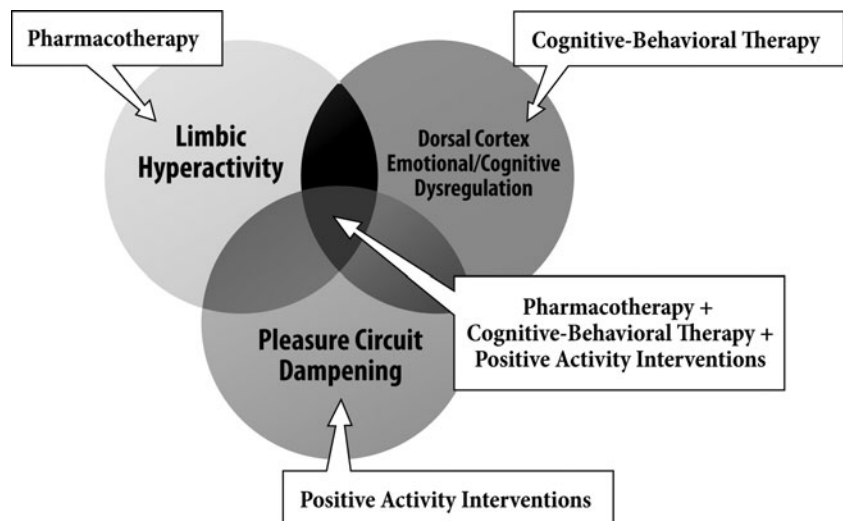 Pharmacotherapy
Cognitive-Behavioral Therapy
Limbic
Hyperactivity
Dorsal Cortex
Emotional/Cognitive
Dysregulation
Pharmacotherapy +
Cognitive-Behavioral Therapy +
Positive Activity Interventions
Pleasure Circuit
Dampening
Positive Activity Interventions